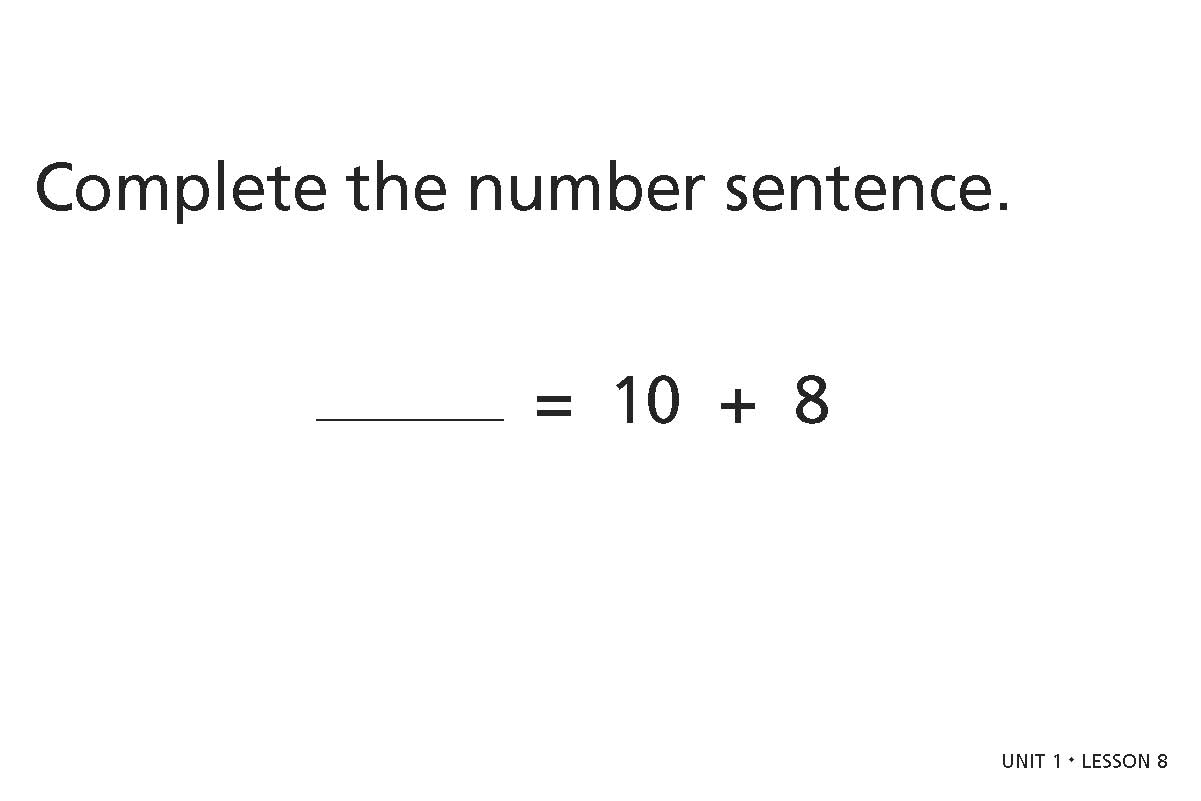 Complete the number sentence.
______ = 10 + 8
UNIT 1 • LESSON 8